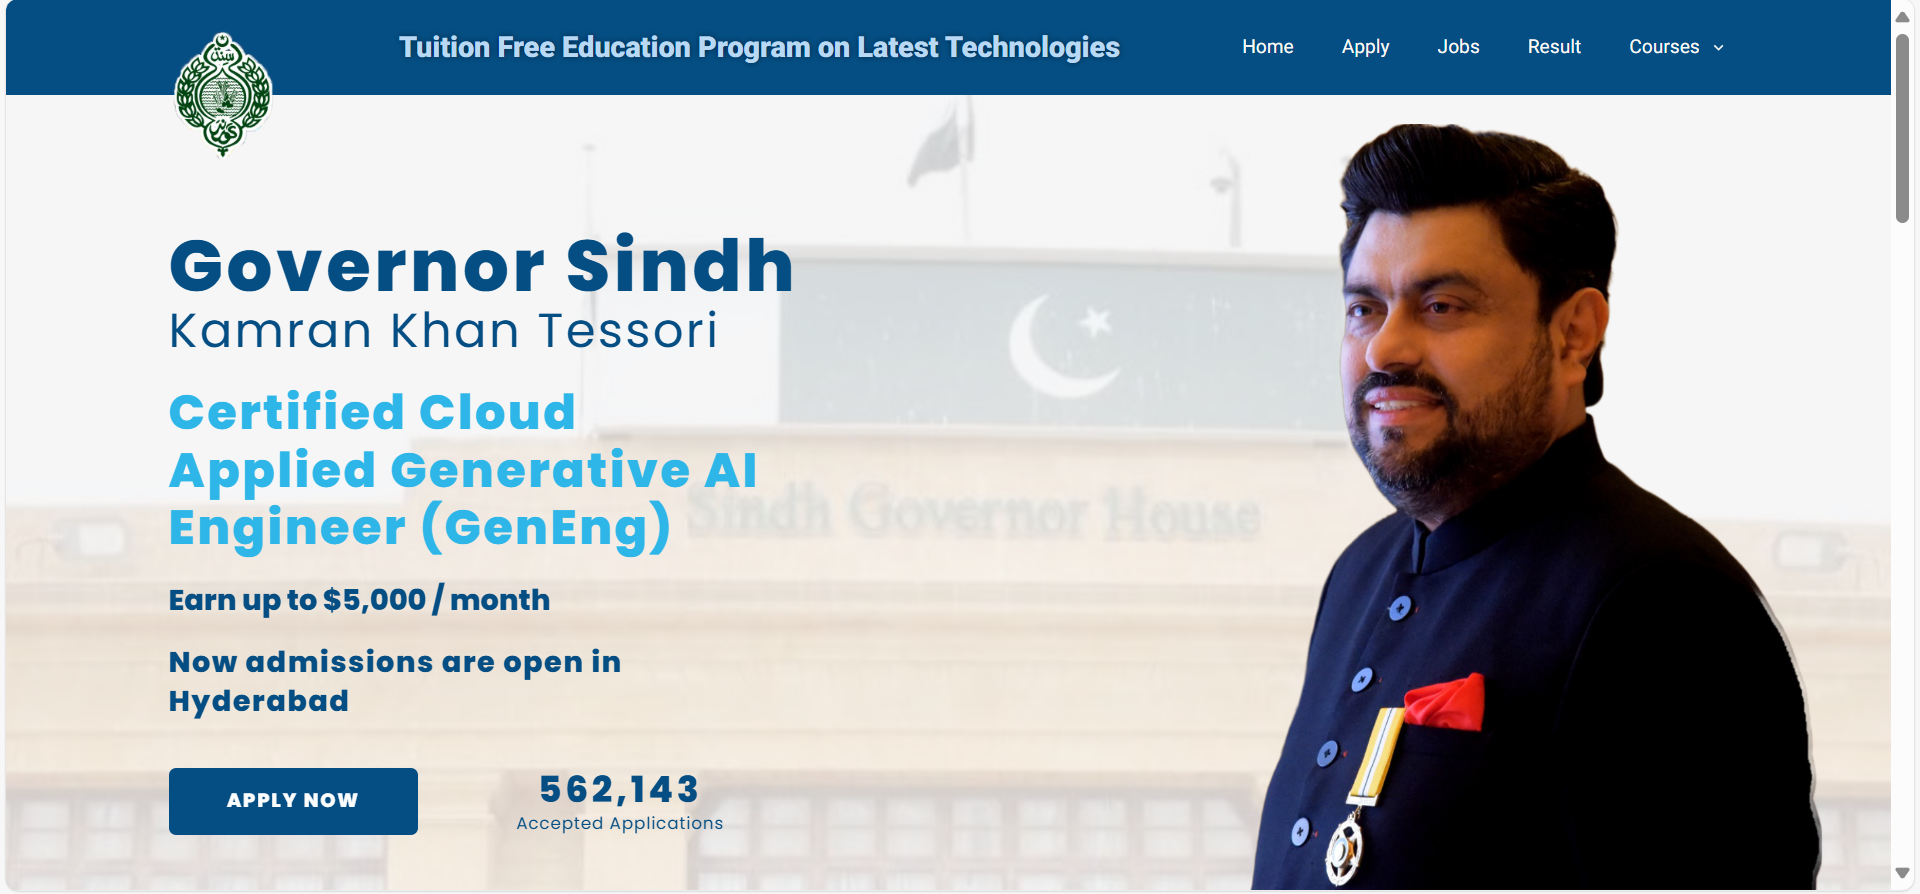 Tuition Free Education Program on Latest Technologies
Home
Apply
Jobs
Result
Courses
Governor Sindh
Kamran Khan Tessori
Certified Cloud
Applied Generative AI
Engineer (GenEng)
Sindh Governor House
Earn up to $5,000 / month
Now admissions are open in
Hyderabad
APPLY NOW
562,143
Accepted Applications